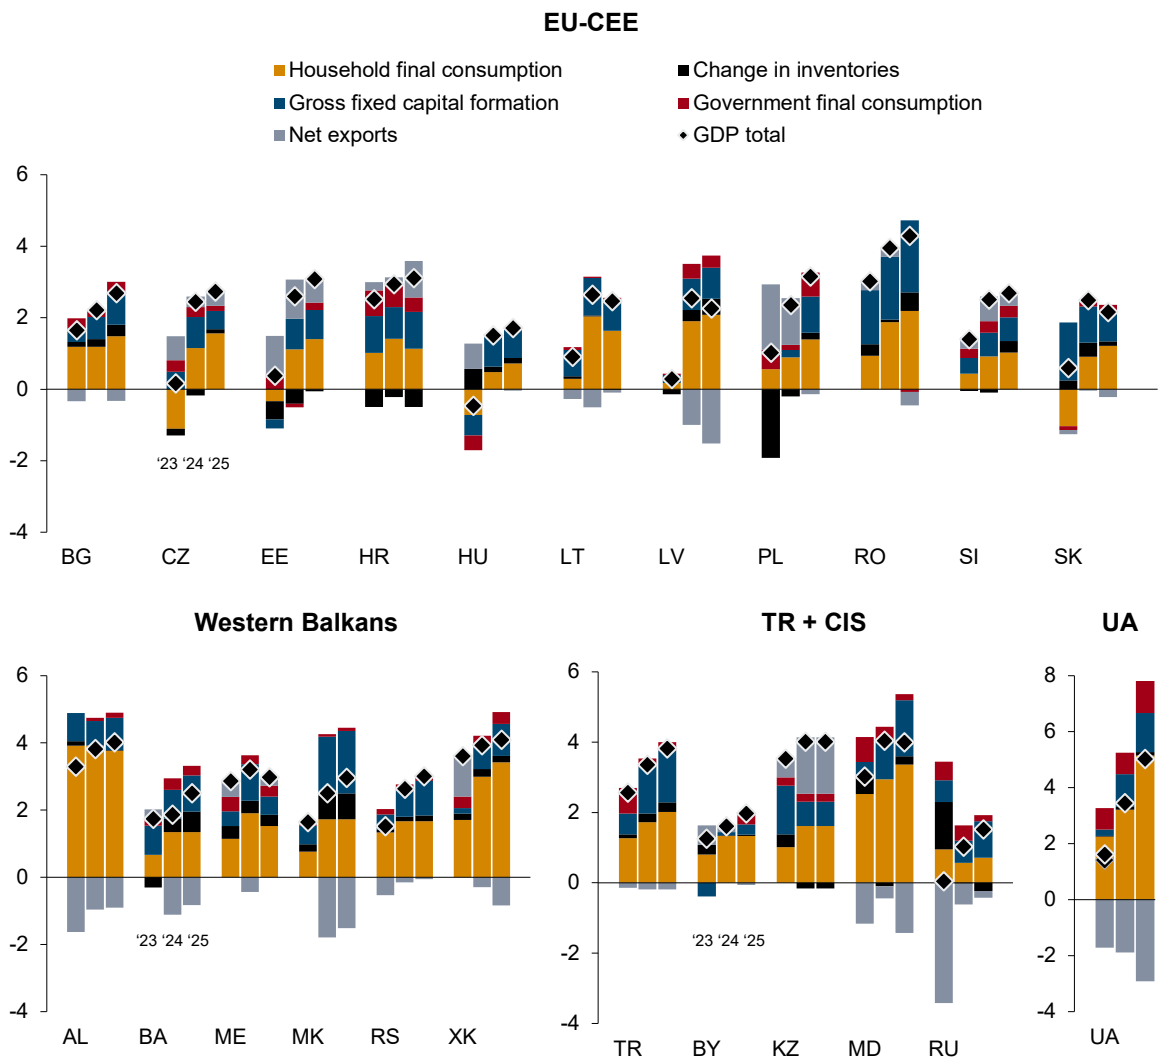 EU-CEE
Household final consumption
Change in inventories
Gross fixed capital formation
Government final consumption
Net exports
GDP total
6
4
2
0
-2
-4
‘23 ‘24 ‘25
BG CZ EE HR HU LT LV PL RO SI SK
Western Balkans
6
4
2
0
-2
-4
‘23 ‘24 ‘25
AL BA ME MK RS XK
TR + CIS
6
4
2
0
-2
-4
‘23 ‘24 ‘25
TR BY KZ MD RU
UA
8
6
4
2
0
-2
-4
UA